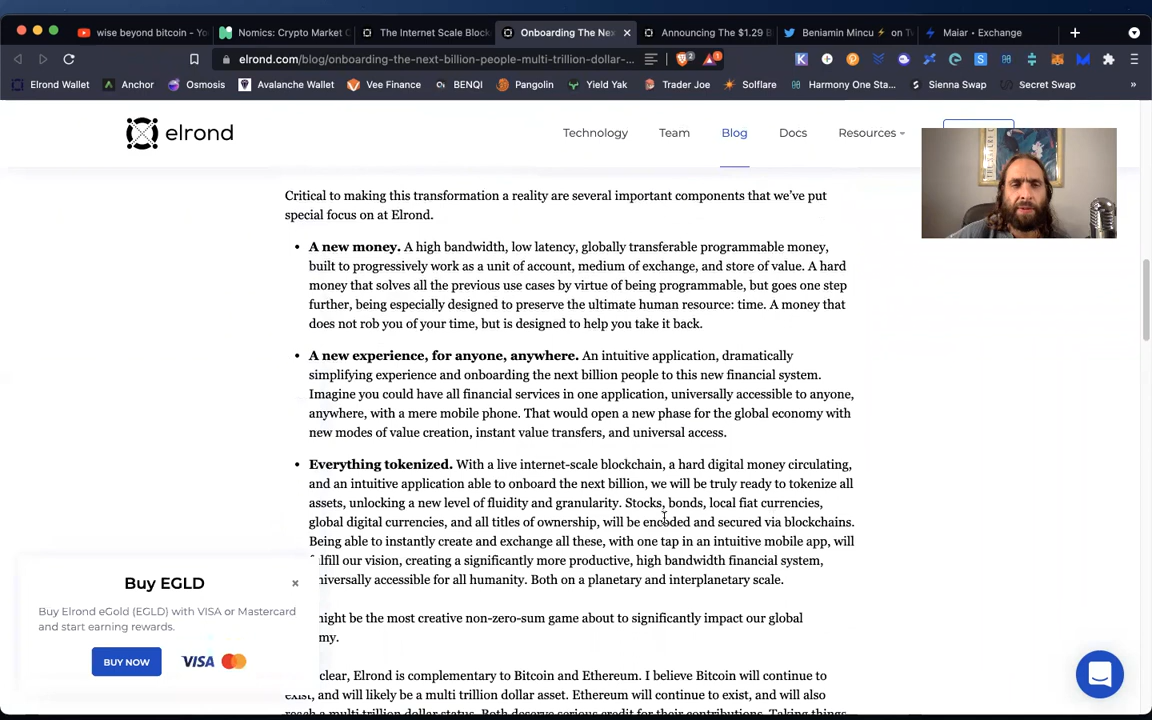 wise beyond bitcoin - Yo
Nomics: Crypto Market C
The Internet Scale Block
Onboarding The Nex
Announcing The $1.29 B
Beniamin Mincu ⚡ on Tw
Maiar • Exchange
elrond.com/blog/onboarding-the-next-billion-people-multi-trillion-dollar-...
Elrond Wallet
Anchor
Osmosis
Avalanche Wallet
Vee Finance
BENQI
Pangolin
Yield Yak
Trader Joe
Solflare
Harmony One Sta...
Sienna Swap
Secret Swap
elrond
Technology
Team
Blog
Docs
Resources
Critical to making this transformation a reality are several important components that we've put
special focus on at Elrond.
• A new money. A high bandwidth, low latency, globally transferable programmable money,
built to progressively work as a unit of account, medium of exchange, and store of value. A hard
money that solves all the previous use cases by virtue of being programmable, but goes one step
further, being especially designed to preserve the ultimate human resource: time. A money that
does not rob you of your time, but is designed to help you take it back.
• A new experience, for anyone, anywhere. An intuitive application, dramatically
simplifying experience and onboarding the next billion people to this new financial system.
Imagine you could have all financial services in one application, universally accessible to anyone,
anywhere, with a mere mobile phone. That would open a new phase for the global economy with
new modes of value creation, instant value transfers, and universal access.
• Everything tokenized. With a live internet-scale blockchain, a hard digital money circulating,
and an intuitive application able to onboard the next billion, we will be truly ready to tokenize all
assets, unlocking a new level of fluidity and granularity. Stocks, bonds, local fiat currencies,
global digital currencies, and all titles of ownership, will be encoded and secured via blockchains.
Being able to instantly create and exchange all these, with one tap in an intuitive mobile app, will
fulfill our vision, creating a significantly more productive, high bandwidth financial system,
universally accessible for all humanity. Both on a planetary and interplanetary scale.
might be the most creative non-zero-sum game about to significantly impact our global
my.
clear, Elrond is complementary to Bitcoin and Ethereum. I believe Bitcoin will continue to
exist, and will likely be a multi trillion dollar asset. Ethereum will continue to exist, and will also
reach a multi trillion dollar status. Both deserve serious credit for their contributions. Taking things
Buy EGLD
Buy Elrond eGold (EGLD) with VISA or Mastercard
and start earning rewards.
BUY NOW
VISA